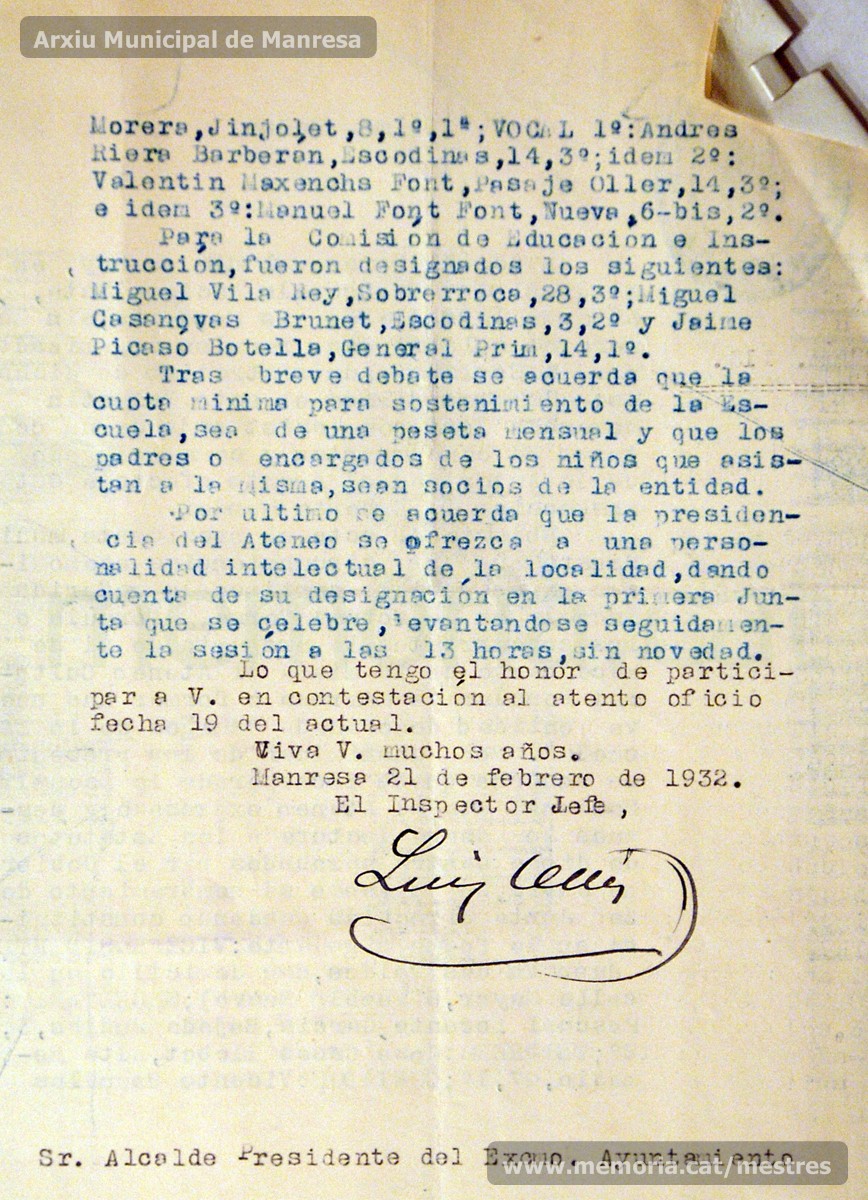 Arxiu Municipal de Manresa
Morera,Jinjolet,8,1º,1ª;VOCAL 1º:Andres
Riera Barberan,Escodinas,14,3º;idem 2º:
Valentin Maxenchs Font,Pasaje Oller,14,3º;
e idem 3º:Manuel Font Font,Nueva,6-bis,2º.
Para la Comision de Educacion e Ins-
truccion,fueron designados los siguientes:
Miguel Vila Rey,Sobrerroca,28,3º;Miguel
Casanovas Brunet,Escodinas,3,2º y Jaime
Picaso Botella,General Prim,14,1º.
Tras breve debate se acuerda que la
cuota minima para sostenimiento de la Es-
cuela,sea de una peseta mensual y que los
padres o encargados de los niños que asis-
tan a la misma,sean socios de la entidad.
Por ultimo se acuerda que la presiden-
cia del Ateneo se ofrezca a una perso-
nalidad intelectual de la localidad,dando
cuenta de su designación en la primera Jun-
ta que se celebre,levantandose seguidamen-
te la sesión a las 13 horas,sin novedad.
Lo que tengo el honor de partici-
par a V. en contestación al atento oficio
fecha 19 del actual.
Viva V. muchos años.
Manresa 21 de febrero de 1932.
El Inspector Jefe,
Luis
Sr. Alcalde Presidente del Excmo. Ayuntamiento
www.memoria.cat/mestres